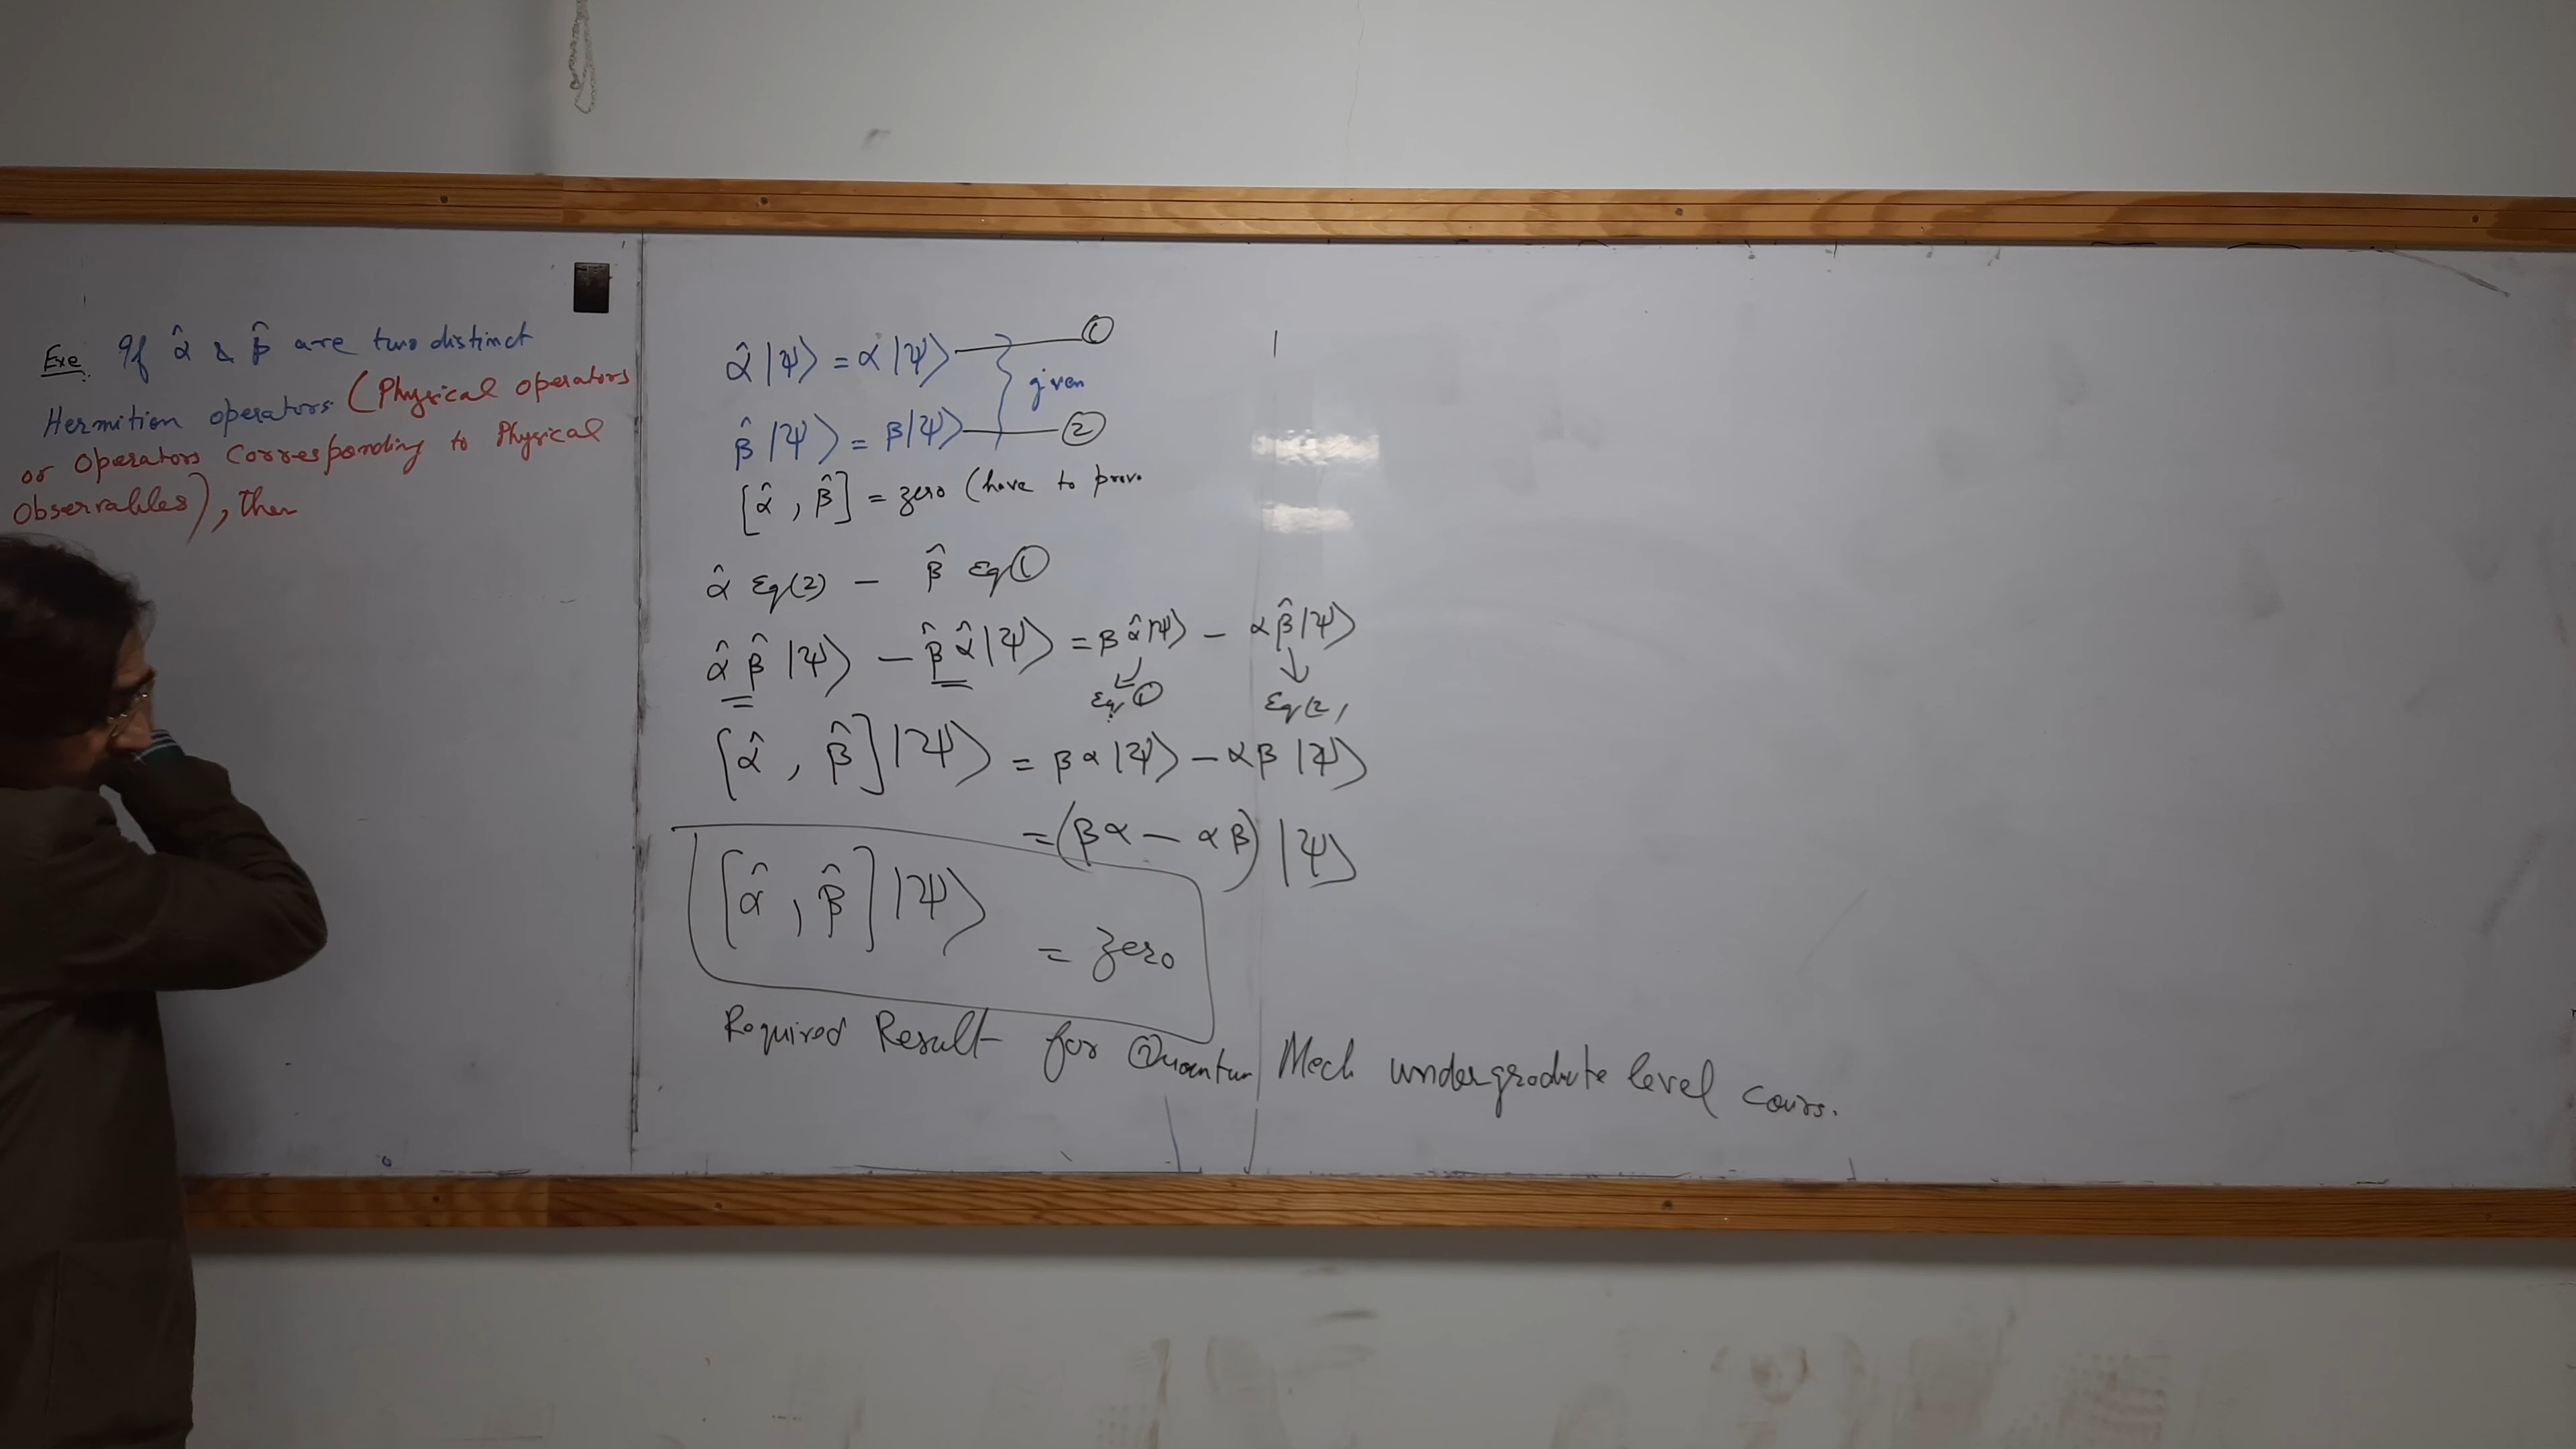 Exe. If α̂ & β̂ are two distinct
Hermition operators (Physical operators
or Operators Corresponding to Physical
Observables), then
α̂ |Ψ⟩ = α |Ψ⟩ ①
given
β̂ |Ψ⟩ = β |Ψ⟩ ②
[α̂ , β̂] = zero (have to prove
α̂ Eq(2) − β̂ Eq①
α̂ β̂ |Ψ⟩ − β̂ α̂ |Ψ⟩ = β α̂ |Ψ⟩ − α β̂ |Ψ⟩
Eq① Eq(2)
[α̂ , β̂] |Ψ⟩ = β α |Ψ⟩ − α β |Ψ⟩
= (β α − α β) |Ψ⟩
[α̂ , β̂] |Ψ⟩ = zero
Required Result for Quantum Mech undergraduate level cours.